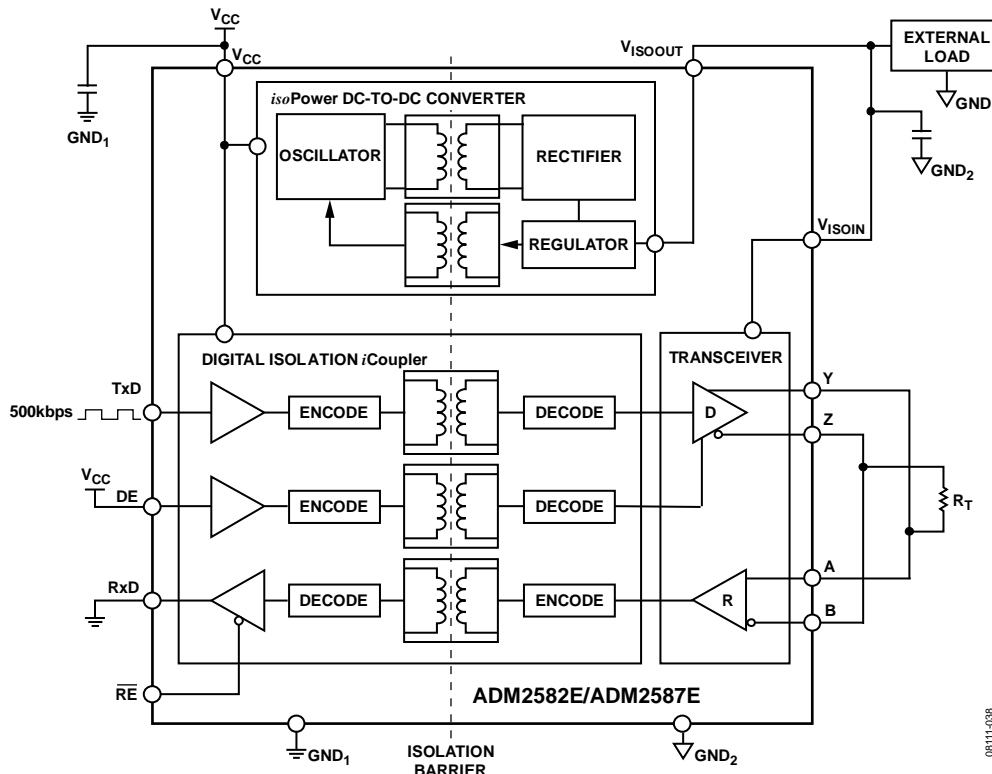 VCC
VCC
VISOOUT
EXTERNAL
LOAD
GND
GND1
isoPower DC-TO-DC CONVERTER
OSCILLATOR
RECTIFIER
GND2
REGULATOR
VISOIN
DIGITAL ISOLATION iCoupler
TRANSCEIVER
TxD
500kbps
ENCODE
DECODE
D
Y
Z
VCC
DE
ENCODE
DECODE
RT
RxD
DECODE
ENCODE
R
A
B
RE
ADM2582E/ADM2587E
GND1
ISOLATION
BARRIER
GND2
08111-038